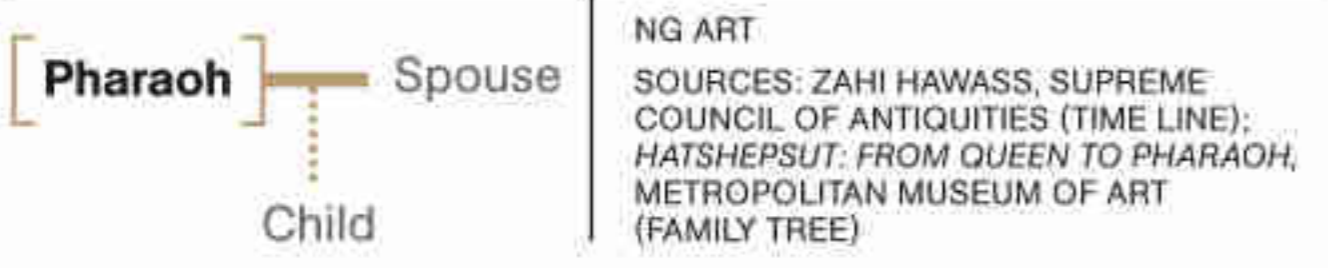 Pharaoh Spouse
Child
NG ART
SOURCES: ZAHI HAWASS, SUPREME
COUNCIL OF ANTIQUITIES (TIME LINE);
HATSHEPSUT: FROM QUEEN TO PHARAOH,
METROPOLITAN MUSEUM OF ART
(FAMILY TREE)